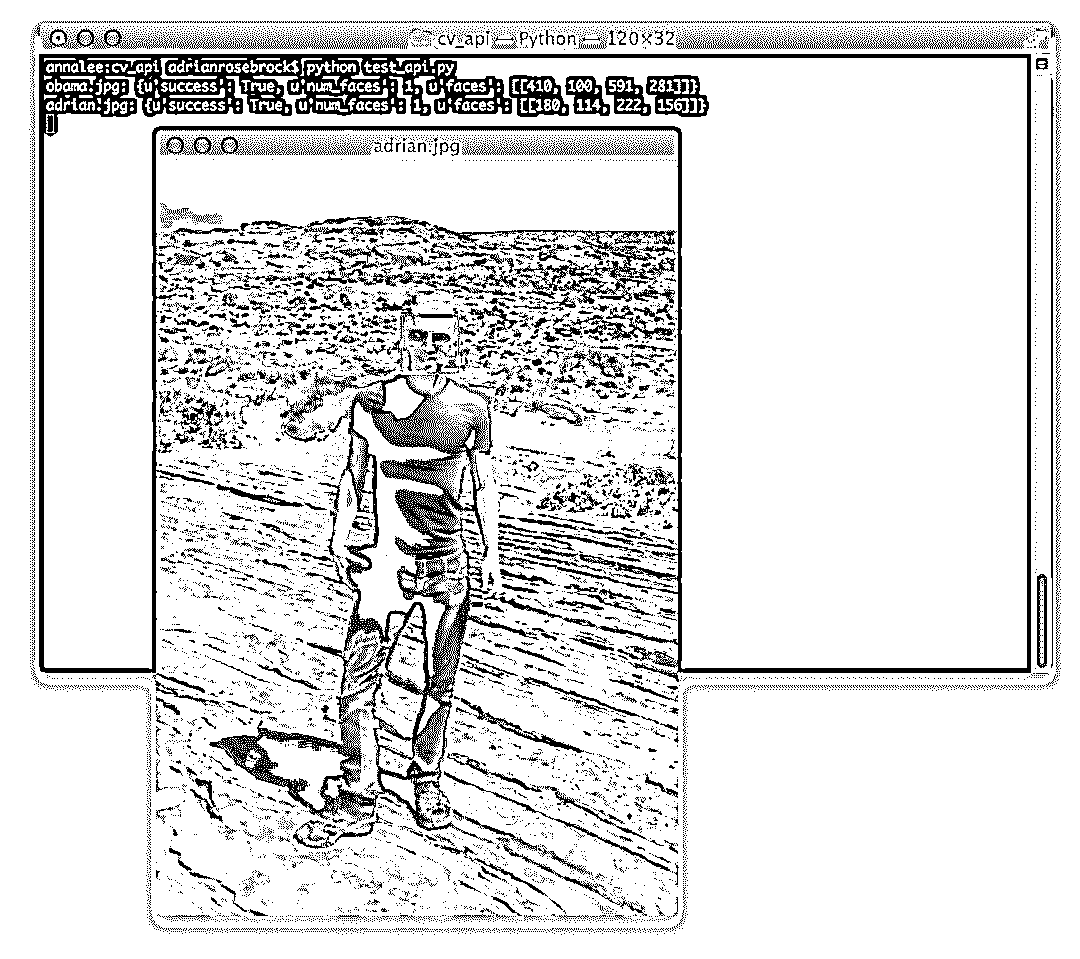 cv_api — Python — 120×32
annalee:cv_api adrianrosebrock$ python test_api.py
obama.jpg: {u'success': True, u'num_faces': 1, u'faces': [[410, 100, 591, 281]]}
adrian.jpg: {u'success': True, u'num_faces': 1, u'faces': [[180, 114, 222, 156]]}
adrian.jpg